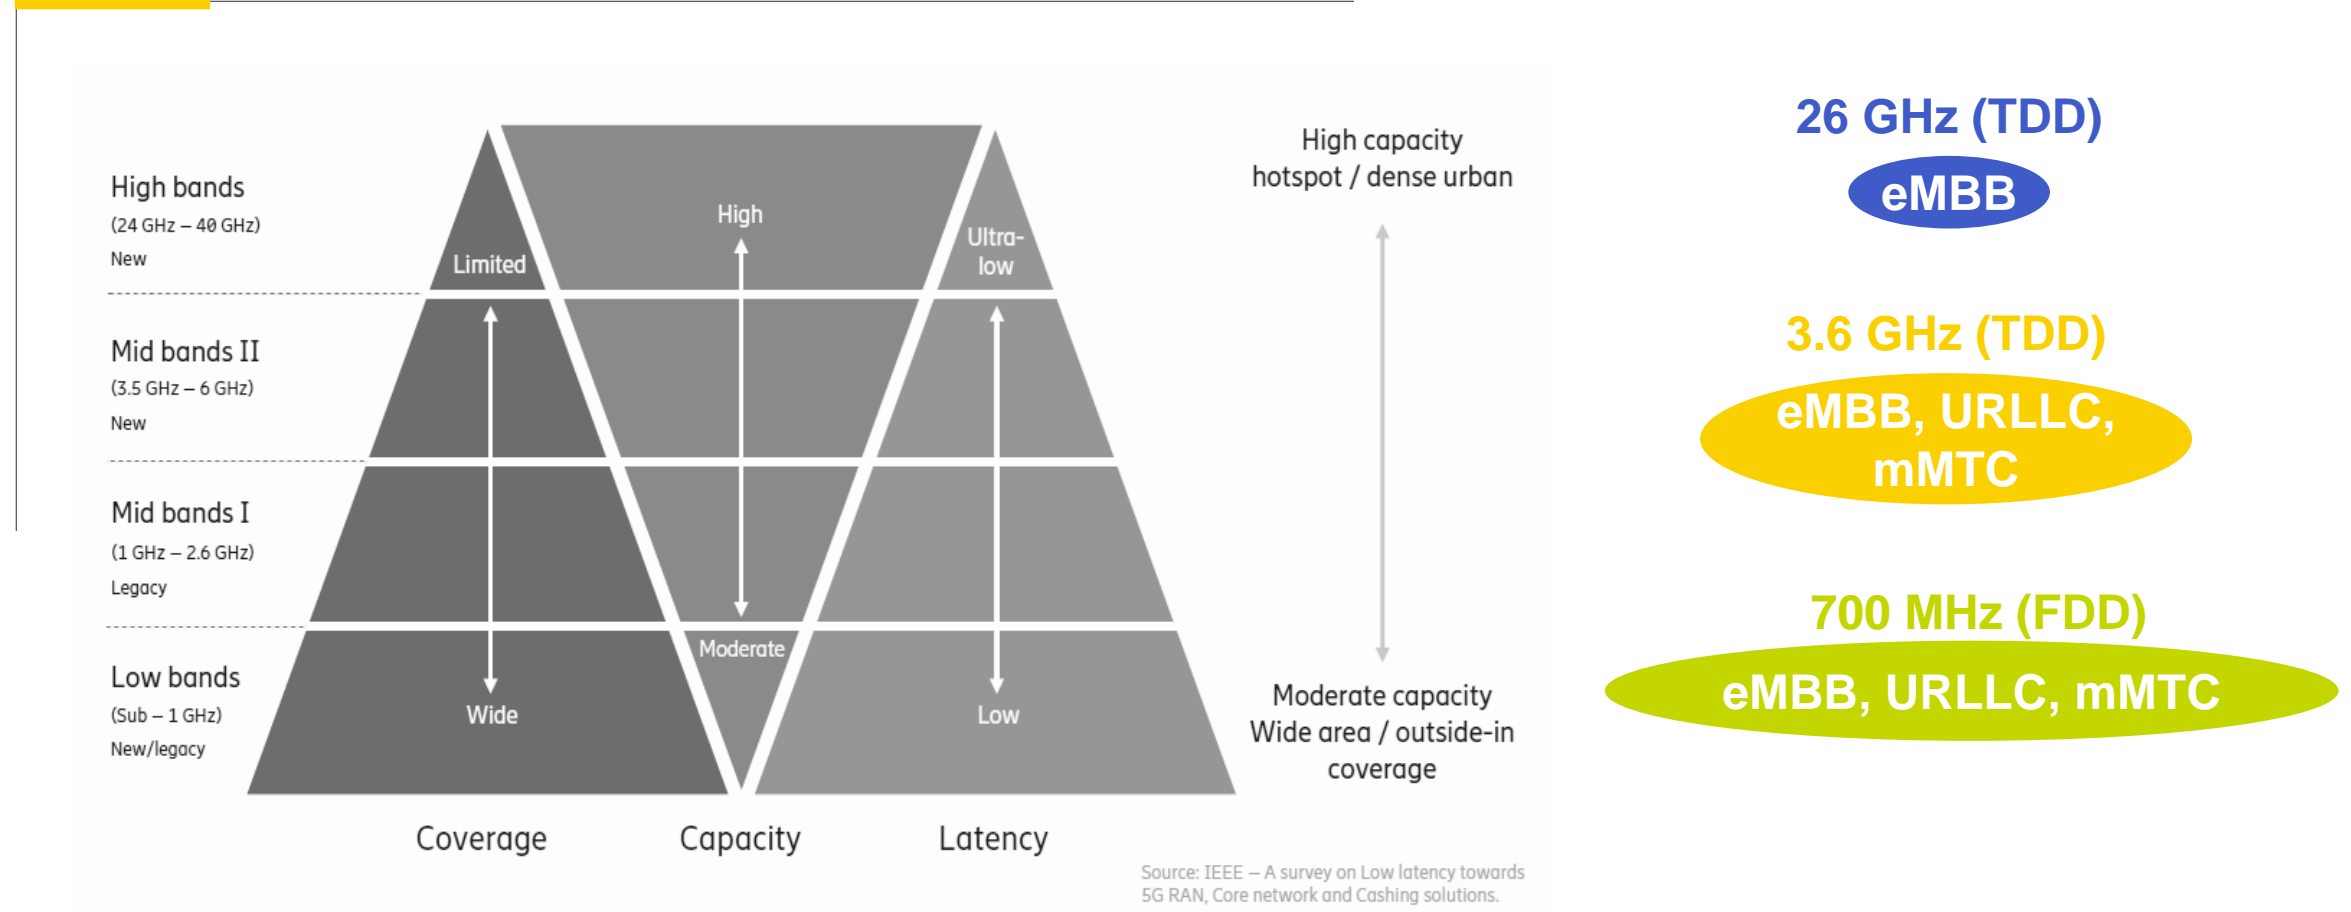 High bands
(24 GHz – 40 GHz)
New
Mid bands II
(3.5 GHz – 6 GHz)
New
Mid bands I
(1 GHz – 2.6 GHz)
Legacy
Low bands
(Sub – 1 GHz)
New/legacy
Limited
Wide
High
Moderate
Ultra-
low
Low
Coverage
Capacity
Latency
High capacity
hotspot / dense urban
Moderate capacity
Wide area / outside-in
coverage
Source: IEEE – A survey on Low latency towards
5G RAN, Core network and Cashing solutions.
26 GHz (TDD)
eMBB
3.6 GHz (TDD)
eMBB, URLLC,
mMTC
700 MHz (FDD)
eMBB, URLLC, mMTC